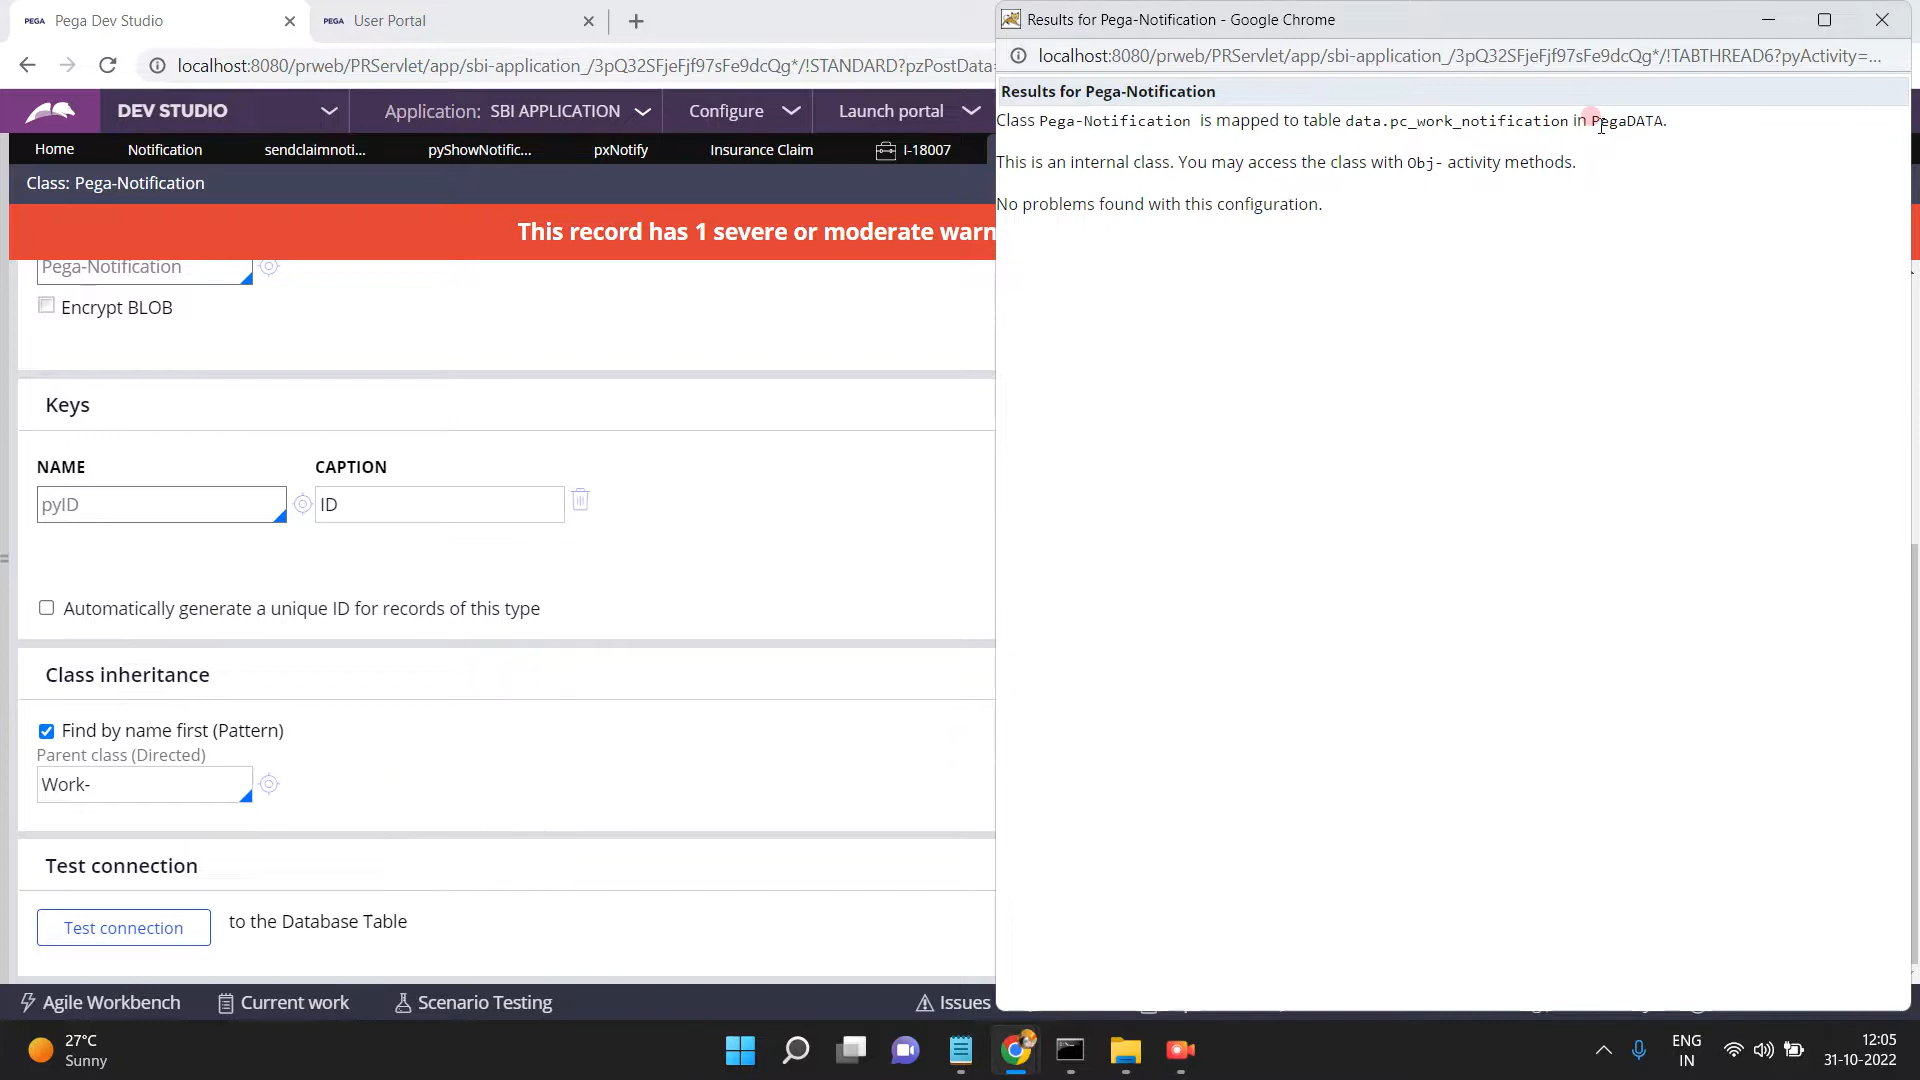 PEGA Pega Dev Studio
PEGA User Portal
localhost:8080/prweb/PRServlet/app/sbi-application_/3pQ32SFjeFjf97sFe9dcQg*/!STANDARD?pzPostData=
DEV STUDIO
Application: SBI APPLICATION
Configure
Launch portal
Home
Notification
sendclaimnoti...
pyShowNotific...
pxNotify
Insurance Claim
I-18007
Class: Pega-Notification
This record has 1 severe or moderate warn
Pega-Notification
Encrypt BLOB
Keys
NAME
CAPTION
pyID
ID
Automatically generate a unique ID for records of this type
Class inheritance
Find by name first (Pattern)
Parent class (Directed)
Work-
Test connection
Test connection
to the Database Table
Agile Workbench
Current work
Scenario Testing
Issues
Results for Pega-Notification - Google Chrome
localhost:8080/prweb/PRServlet/app/sbi-application_/3pQ32SFjeFjf97sFe9dcQg*/!TABTHREAD6?pyActivity=...
Results for Pega-Notification
Class Pega-Notification is mapped to table data.pc_work_notification in PegaDATA.
This is an internal class. You may access the class with Obj- activity methods.
No problems found with this configuration.
27°C
Sunny
ENG
IN
12:05
31-10-2022